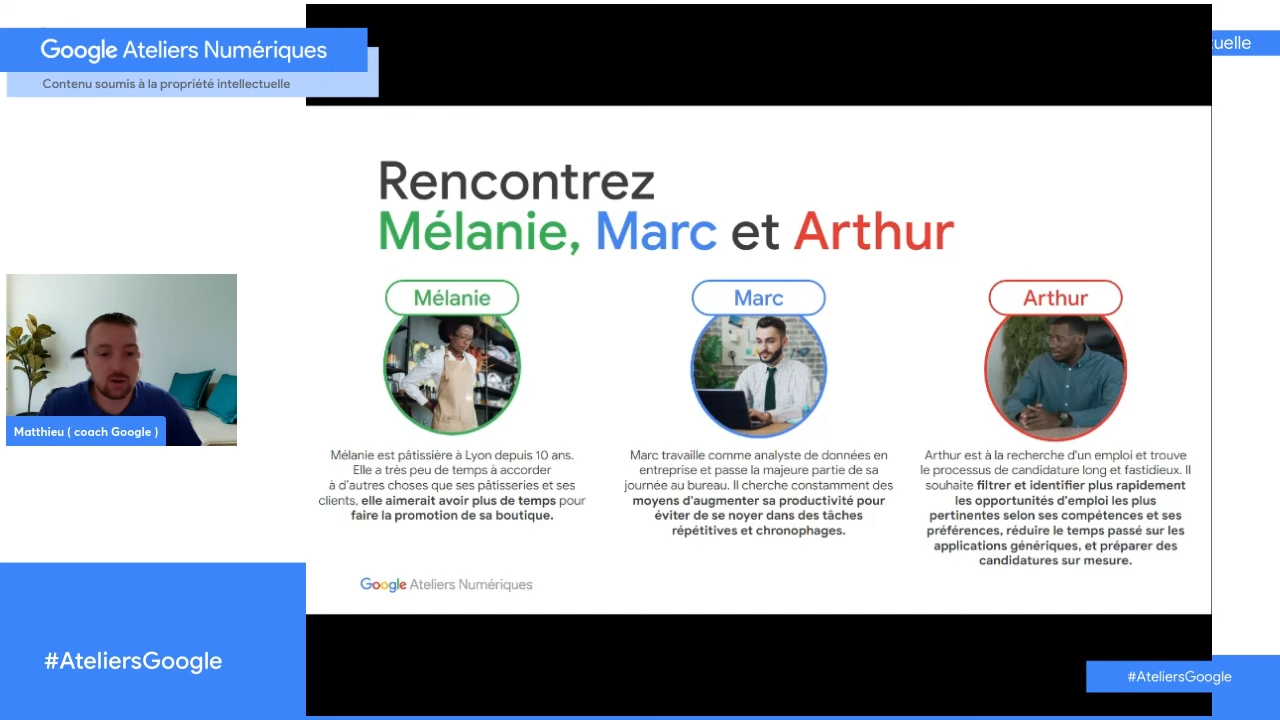 Google Ateliers Numériques
Contenu soumis à la propriété intellectuelle
Rencontrez
Mélanie, Marc et Arthur
Mélanie
Mélanie est pâtissière à Lyon depuis 10 ans.
Elle a très peu de temps à accorder
à d'autres choses que ses pâtisseries et ses
clients, elle aimerait avoir plus de temps pour
faire la promotion de sa boutique.
Marc
Marc travaille comme analyste de données en
entreprise et passe la majeure partie de sa
journée au bureau. Il cherche constamment des
moyens d'augmenter sa productivité pour
éviter de se noyer dans des tâches
répétitives et chronophages.
Arthur
Arthur est à la recherche d'un emploi et trouve
le processus de candidature long et fastidieux. Il
souhaite filtrer et identifier plus rapidement
les opportunités d'emploi les plus
pertinentes selon ses compétences et ses
préférences, réduire le temps passé sur les
applications génériques, et préparer des
candidatures sur mesure.
Google Ateliers Numériques
Matthieu ( coach Google )
#AteliersGoogle
#AteliersGoogle